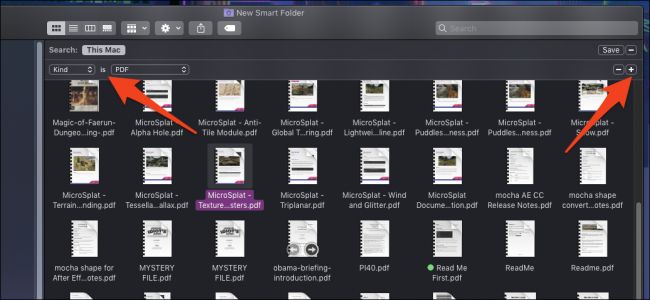 New Smart Folder
Search
Search: This Mac Save
Kind is PDF
Magic-of-Faerun- MicroSplat - MicroSplat - Anti- MicroSplat - MicroSplat - MicroSplat - MicroSplat - MicroSplat -
Dungeo...ing-.pdf Alpha Hole.pdf Tile Module.pdf Global T...ring.pdf Lightwei...line.pdf Puddles...ness.pdf Puddles...ness.pdf Snow.pdf
MicroSplat - MicroSplat - MicroSplat - MicroSplat - MicroSplat - Wind MicroSplat mocha AE CC mocha shape
Terrain...nding.pdf Tessella...allax.pdf Texture...sters.pdf Triplanar.pdf and Glitter.pdf Docume...tion.pdf Release Notes.pdf convert...otes.pdf
mocha shape for MYSTERY MYSTERY obama-briefing- PI40.pdf Read Me ReadMe Readme.pdf
After Eff...otes.pdf FILE.pdf FILE.pdf introduction.pdf First.pdf